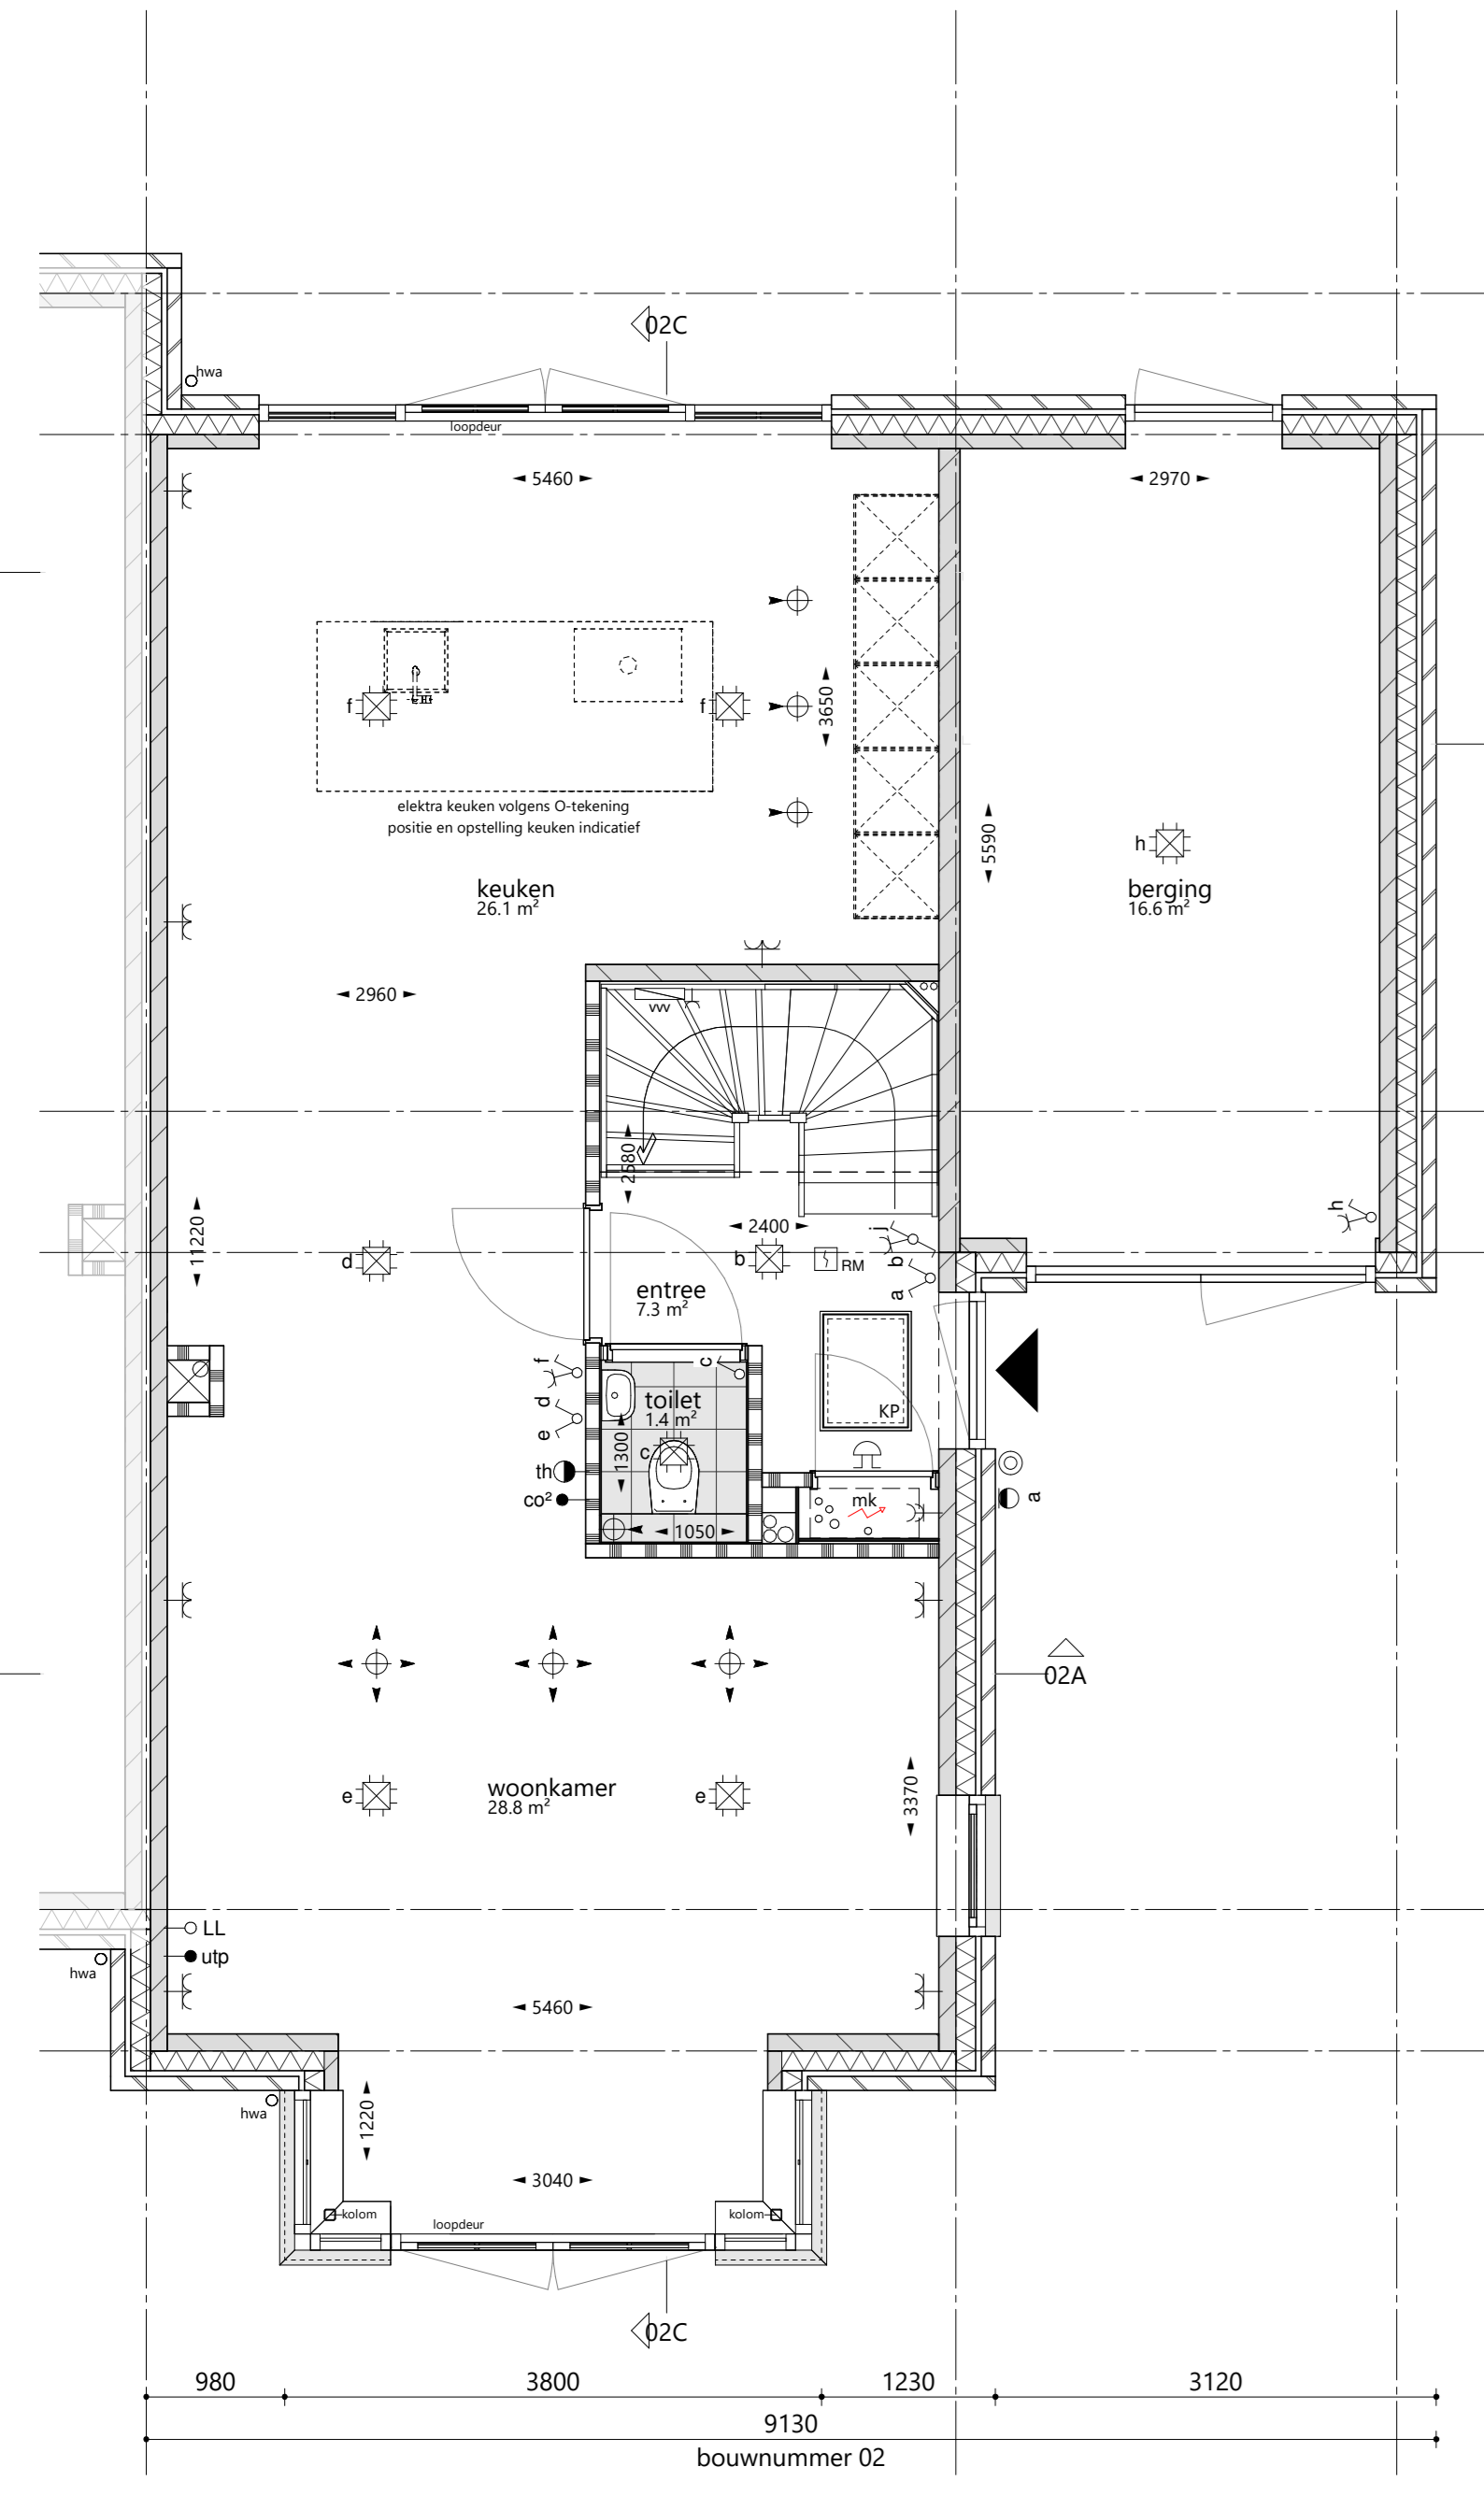 02C
hwa
loopdeur
5460
2970
f
f
3650
elektra keuken volgens O-tekening
positie en opstelling keuken indicatief
5590
h
keuken
26.1 m²
berging
16.6 m²
2960
vvv
2680
h
11220
2400
j
d
b
RM
b
a
entree
7.3 m²
f
c
toilet
1.4 m²
d
KP
e
1300
c
th
mk
co²
a
1050
02A
e
woonkamer
28.8 m²
e
3370
LL
utp
hwa
5460
hwa
1220
3040
kolom
kolom
loopdeur
02C
980
3800
1230
3120
9130
bouwnummer 02